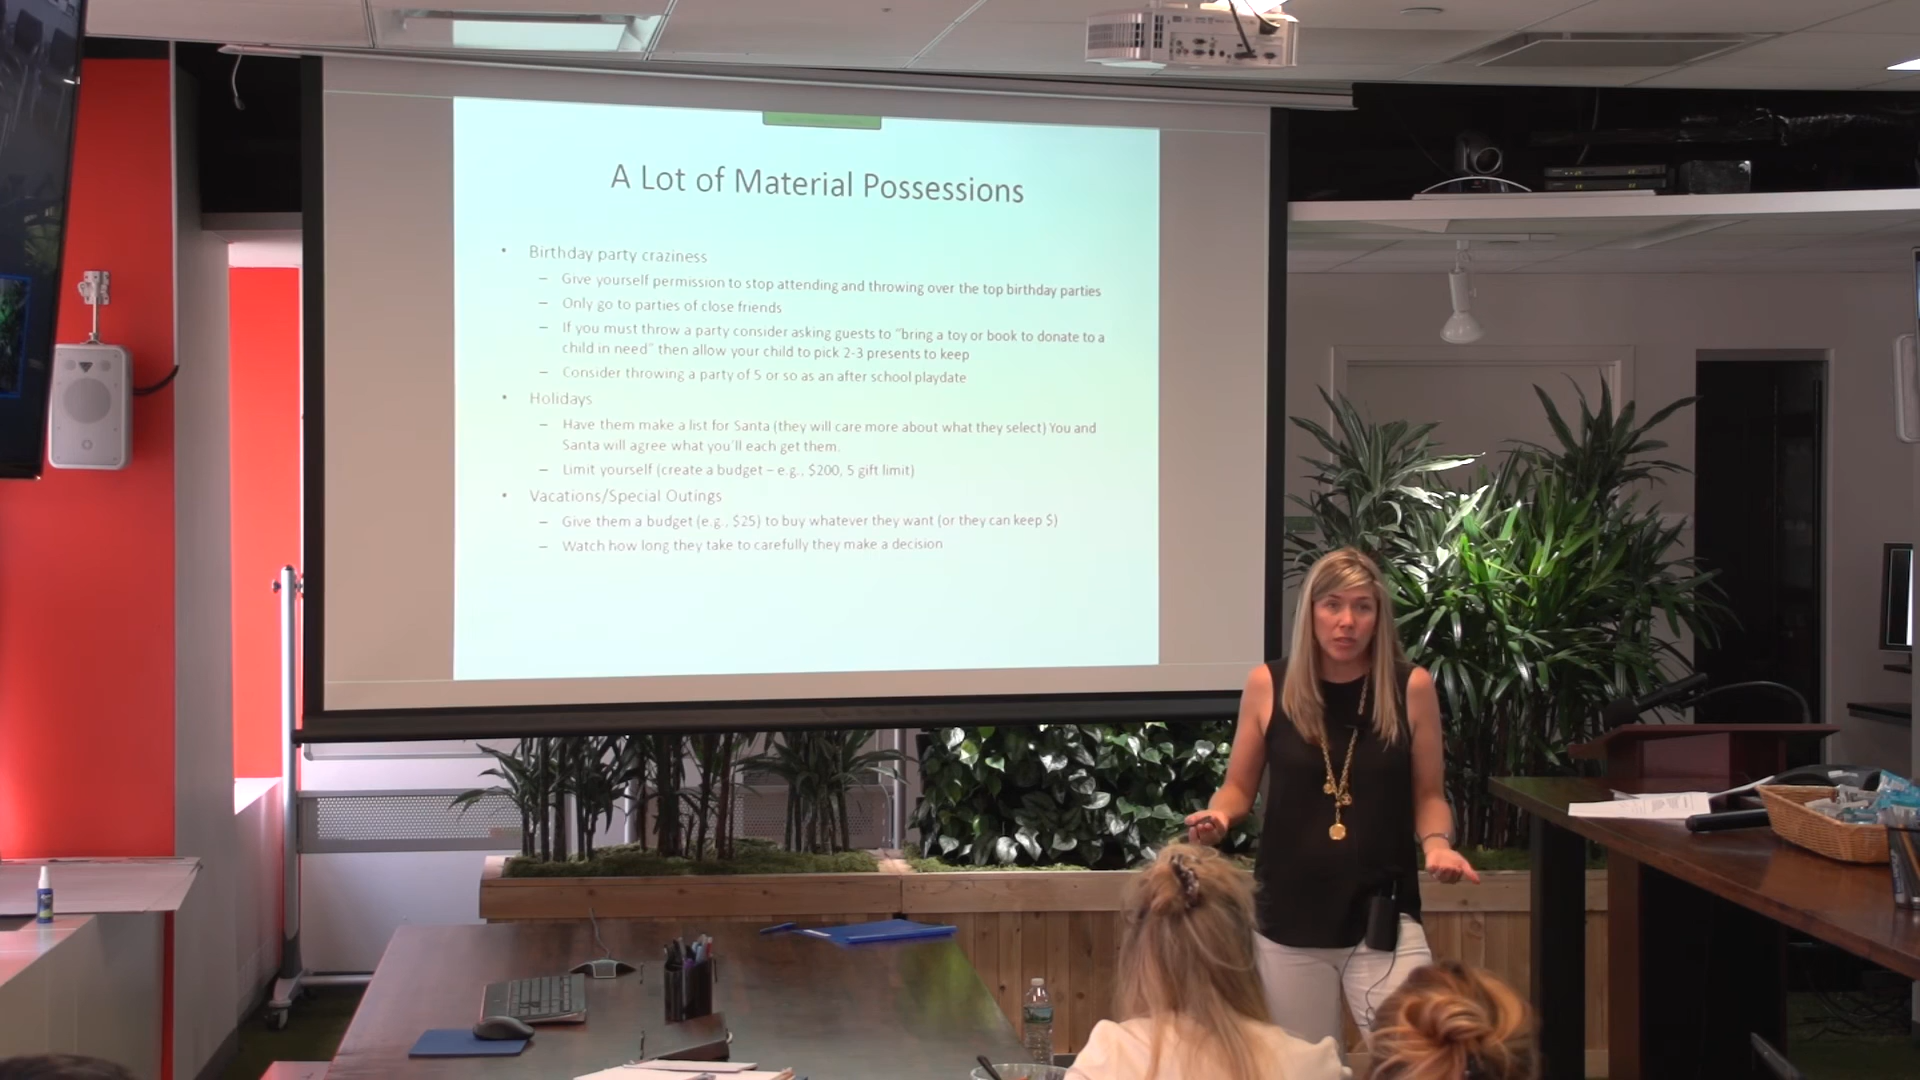 A Lot of Material Possessions
• Birthday party craziness
– Give yourself permission to stop attending and throwing over the top birthday parties
– Only go to parties of close friends
– If you must throw a party consider asking guests to "bring a toy or book to donate to a
child in need" then allow your child to pick 2-3 presents to keep
– Consider throwing a party of 5 or so as an after school playdate
• Holidays
– Have them make a list for Santa (they will care more about what they select) You and
Santa will agree what you'll each get them.
– Limit yourself (create a budget – e.g., $200, 5 gift limit)
• Vacations/Special Outings
– Give them a budget (e.g., $25) to buy whatever they want (or they can keep $)
– Watch how long they take to carefully they make a decision